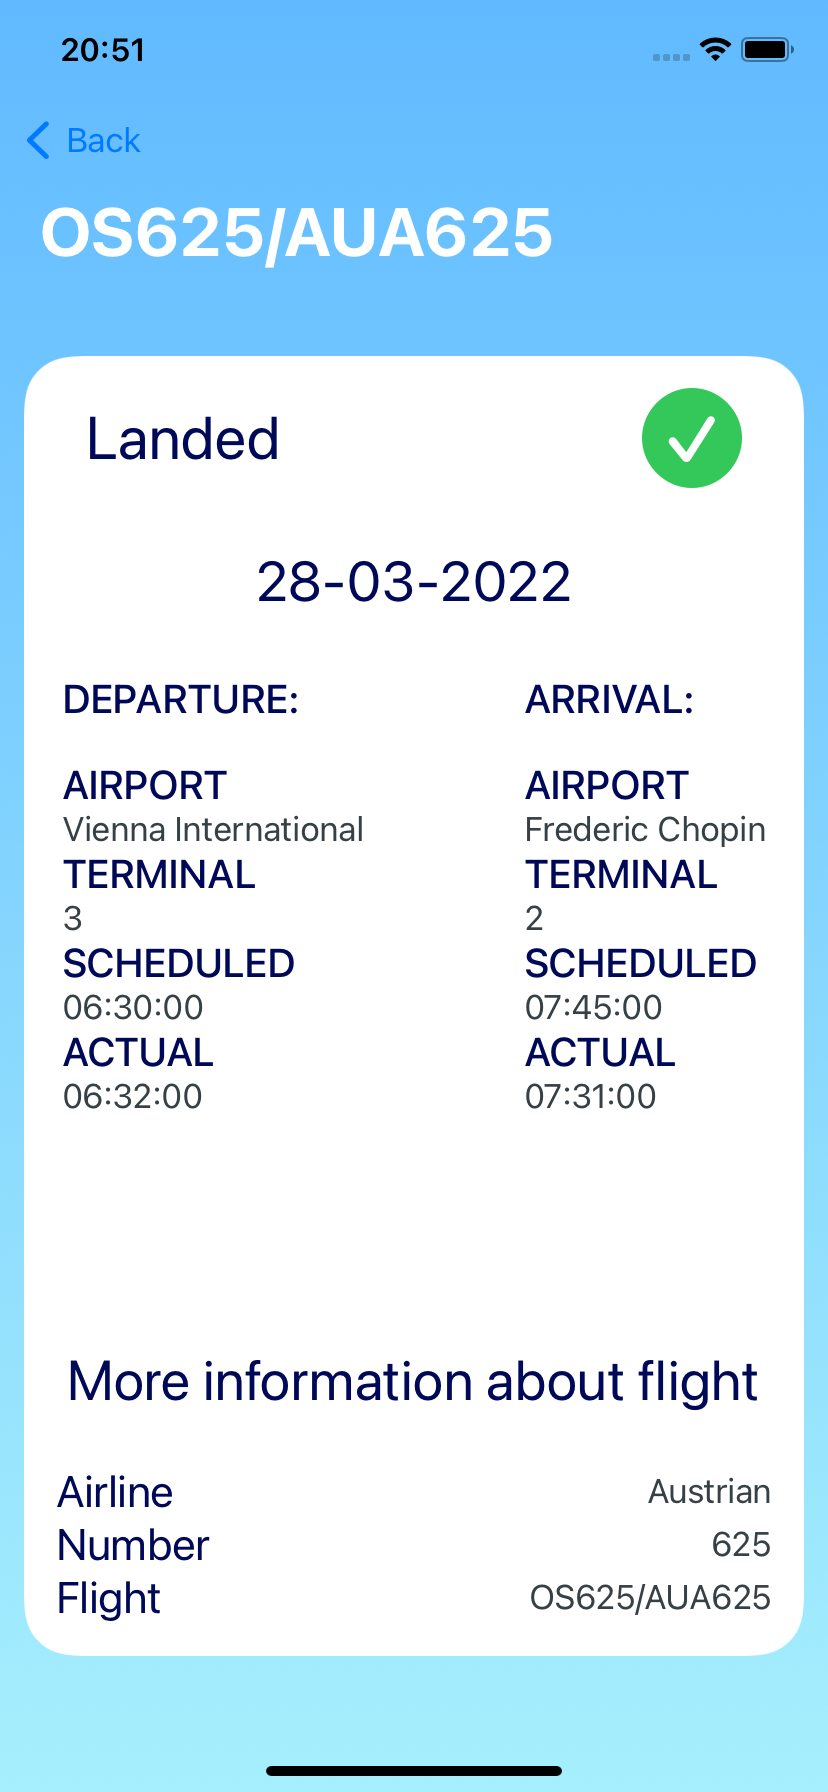 20:51
Back
OS625/AUA625
Landed
28-03-2022
DEPARTURE:
AIRPORT
Vienna International
TERMINAL
3
SCHEDULED
06:30:00
ACTUAL
06:32:00
ARRIVAL:
AIRPORT
Frederic Chopin
TERMINAL
2
SCHEDULED
07:45:00
ACTUAL
07:31:00
More information about flight
Airline Austrian
Number 625
Flight OS625/AUA625